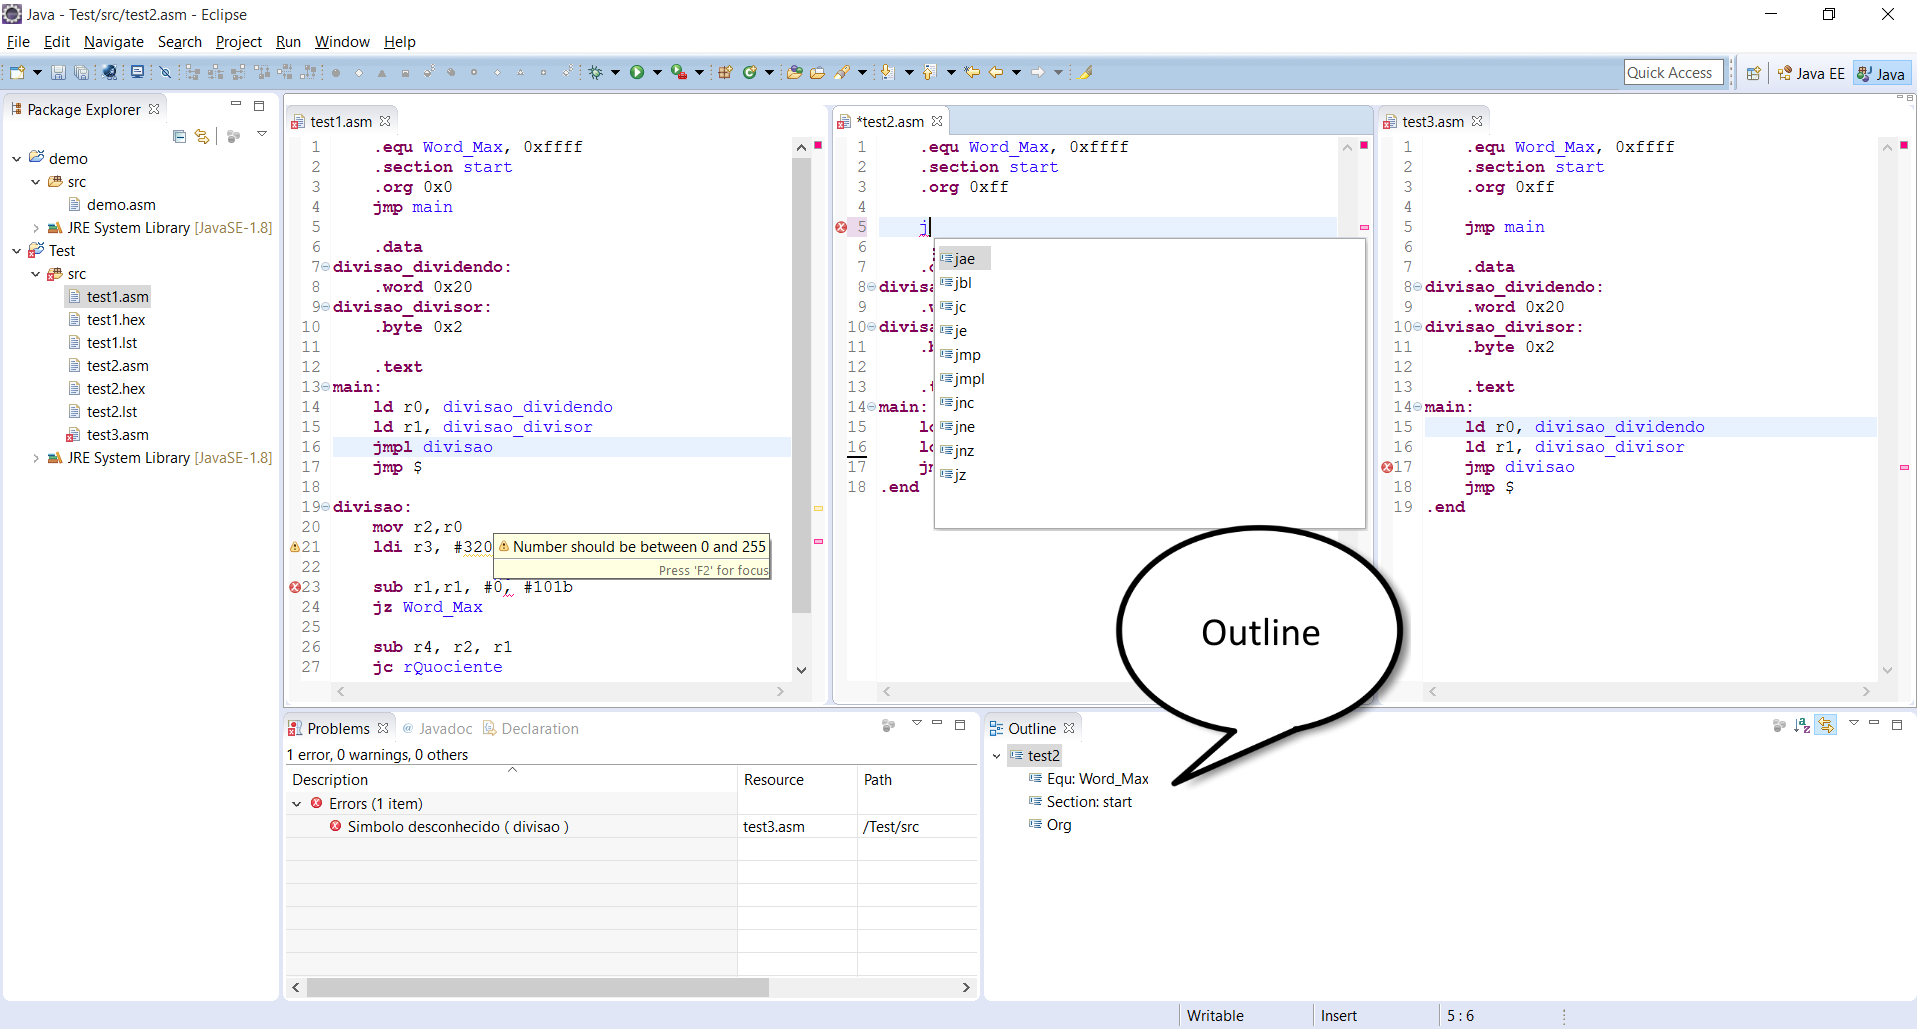 Java - Test/src/test2.asm - Eclipse
File Edit Navigate Search Project Run Window Help
Quick Access
Java EE
Java
Package Explorer
demo
src
demo.asm
JRE System Library [JavaSE-1.8]
Test
src
test1.asm
test1.hex
test1.lst
test2.asm
test2.hex
test2.lst
test3.asm
JRE System Library [JavaSE-1.8]
test1.asm
1 .equ Word_Max, 0xffff
2 .section start
3 .org 0x0
4 jmp main
5
6 .data
7 divisao_dividendo:
8 .word 0x20
9 divisao_divisor:
10 .byte 0x2
11
12 .text
13 main:
14 ld r0, divisao_dividendo
15 ld r1, divisao_divisor
16 jmpl divisao
17 jmp $
18
19 divisao:
20 mov r2,r0
21 ldi r3, #320
22
23 sub r1,r1, #0, #101b
24 jz Word_Max
25
26 sub r4, r2, r1
27 jc rQuociente
Number should be between 0 and 255
Press 'F2' for focus
*test2.asm
1 .equ Word_Max, 0xffff
2 .section start
3 .org 0xff
4
5 j
6
7
8 divisa
9
10 divisa
11
12
13
14 main:
15
16
17
18 .end
jae
jbl
jc
je
jmp
jmpl
jnc
jne
jnz
jz
test3.asm
1 .equ Word_Max, 0xffff
2 .section start
3 .org 0xff
4
5 jmp main
6
7 .data
8 divisao_dividendo:
9 .word 0x20
10 divisao_divisor:
11 .byte 0x2
12
13 .text
14 main:
15 ld r0, divisao_dividendo
16 ld r1, divisao_divisor
17 jmp divisao
18 jmp $
19 .end
Outline
Problems
@ Javadoc
Declaration
1 error, 0 warnings, 0 others
Description Resource Path
Errors (1 item)
Simbolo desconhecido ( divisao ) test3.asm /Test/src
Outline
test2
Equ: Word_Max
Section: start
Org
Writable Insert 5 : 6